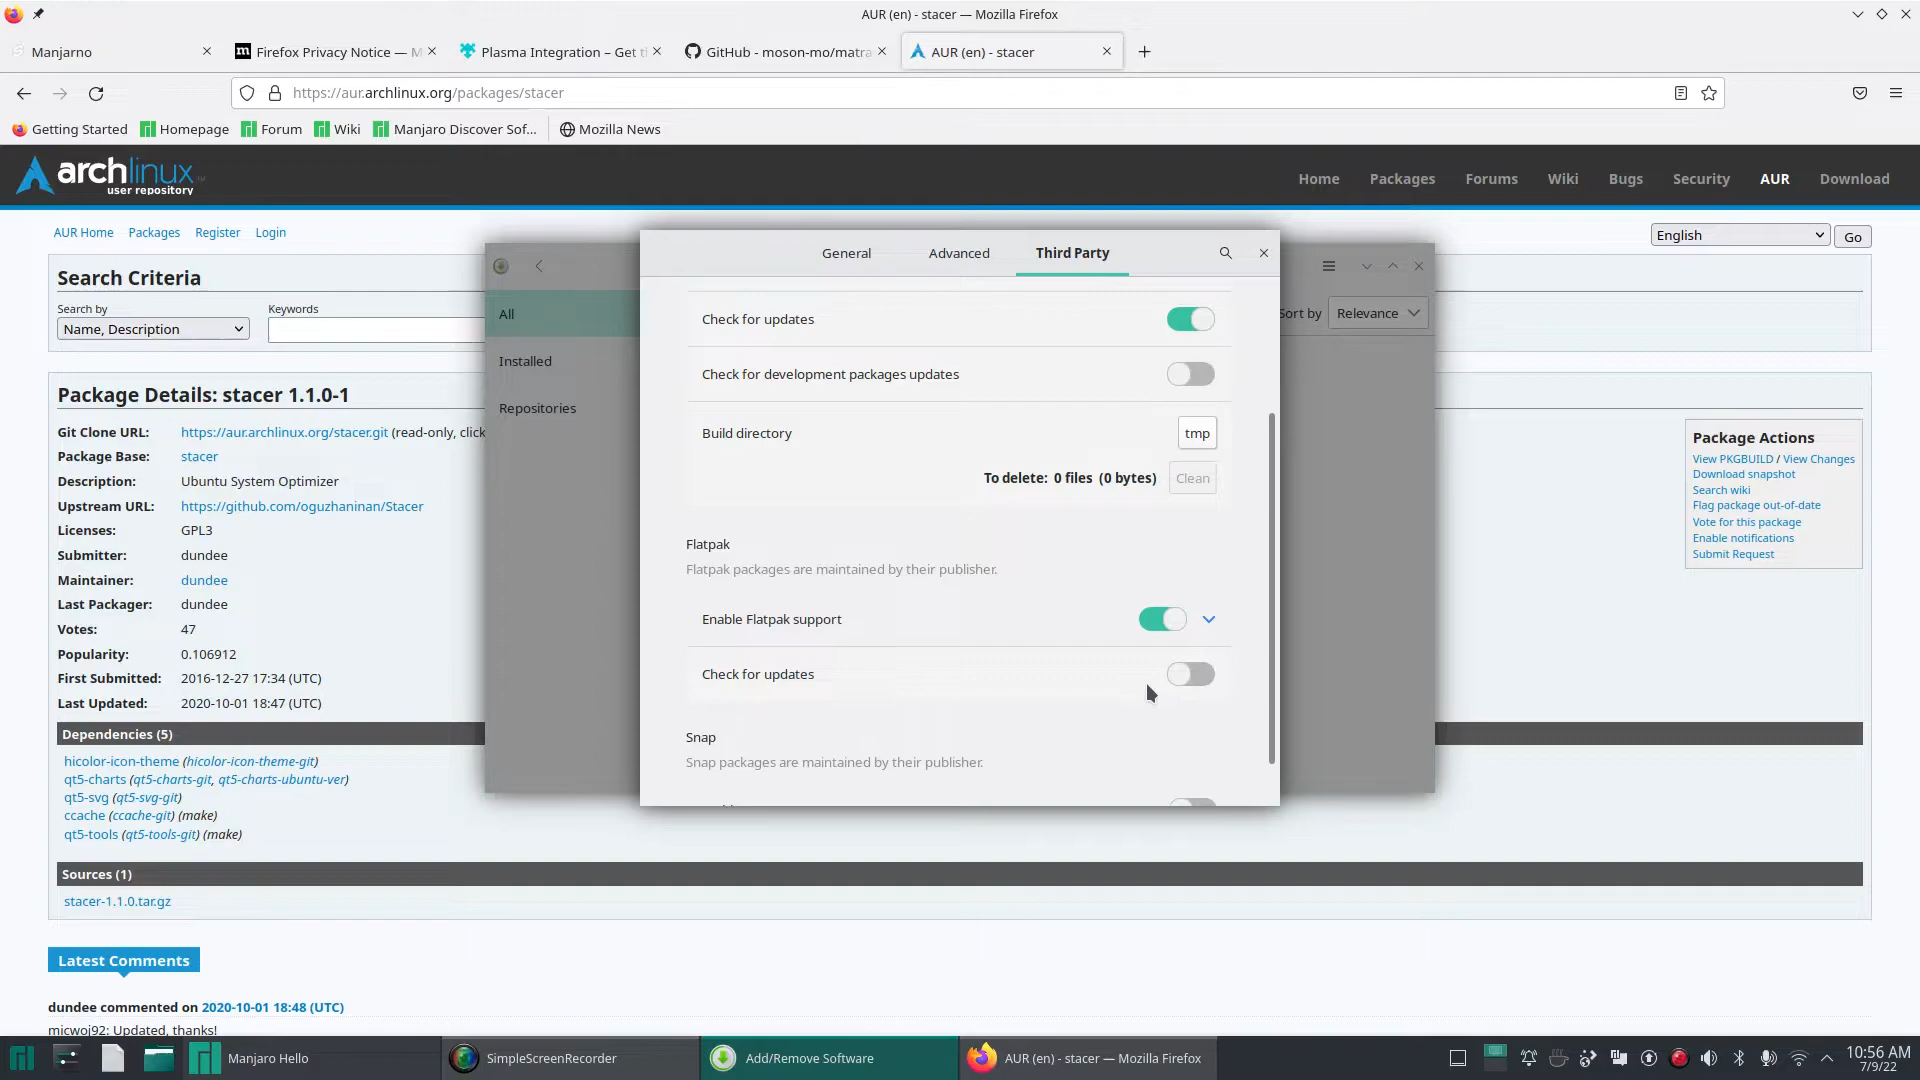 AUR (en) - stacer — Mozilla Firefox
Manjarno
Firefox Privacy Notice — M
Plasma Integration – Get t
GitHub - moson-mo/matra
AUR (en) - stacer
https://aur.archlinux.org/packages/stacer
Getting Started
Homepage
Forum
Wiki
Manjaro Discover Sof...
Mozilla News
archlinux
user repository
Home
Packages
Forums
Wiki
Bugs
Security
AUR
Download
AUR Home
Packages
Register
Login
English
Go
Search Criteria
Search by
Keywords
Name, Description
Package Details: stacer 1.1.0-1
Git Clone URL: https://aur.archlinux.org/stacer.git (read-only, click
Package Base: stacer
Description: Ubuntu System Optimizer
Upstream URL: https://github.com/oguzhaninan/Stacer
Licenses: GPL3
Submitter: dundee
Maintainer: dundee
Last Packager: dundee
Votes: 47
Popularity: 0.106912
First Submitted: 2016-12-27 17:34 (UTC)
Last Updated: 2020-10-01 18:47 (UTC)
Dependencies (5)
hicolor-icon-theme (hicolor-icon-theme-git)
qt5-charts (qt5-charts-git, qt5-charts-ubuntu-ver)
qt5-svg (qt5-svg-git)
ccache (ccache-git) (make)
qt5-tools (qt5-tools-git) (make)
Sources (1)
stacer-1.1.0.tar.gz
Latest Comments
dundee commented on 2020-10-01 18:48 (UTC)
micwoj92: Updated, thanks!
All
Installed
Repositories
Sort by
Relevance
General
Advanced
Third Party
Check for updates
Check for development packages updates
Build directory
tmp
To delete: 0 files (0 bytes)
Clean
Flatpak
Flatpak packages are maintained by their publisher.
Enable Flatpak support
Check for updates
Snap
Snap packages are maintained by their publisher.
Package Actions
View PKGBUILD / View Changes
Download snapshot
Search wiki
Flag package out-of-date
Vote for this package
Enable notifications
Submit Request
Manjaro Hello
SimpleScreenRecorder
Add/Remove Software
AUR (en) - stacer — Mozilla Firefox
10:56 AM
7/9/22